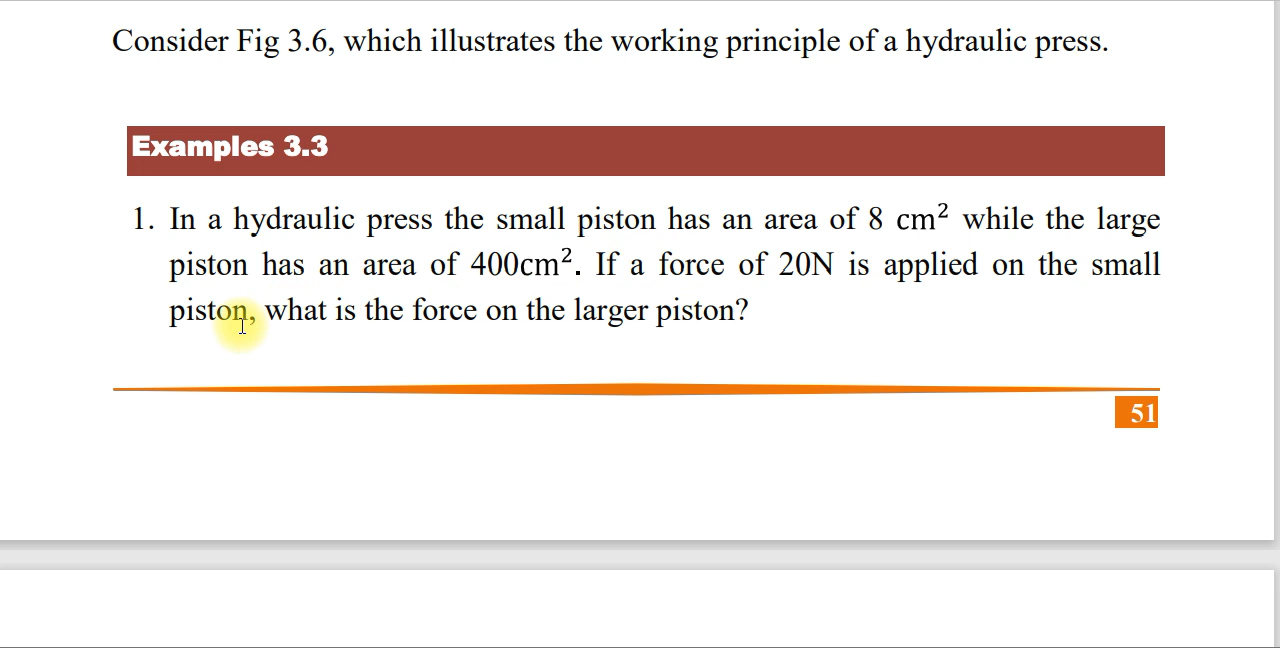 Consider Fig 3.6, which illustrates the working principle of a hydraulic press.
Examples 3.3
1. In a hydraulic press the small piston has an area of 8 cm² while the large
piston has an area of 400cm². If a force of 20N is applied on the small
piston, what is the force on the larger piston?
51